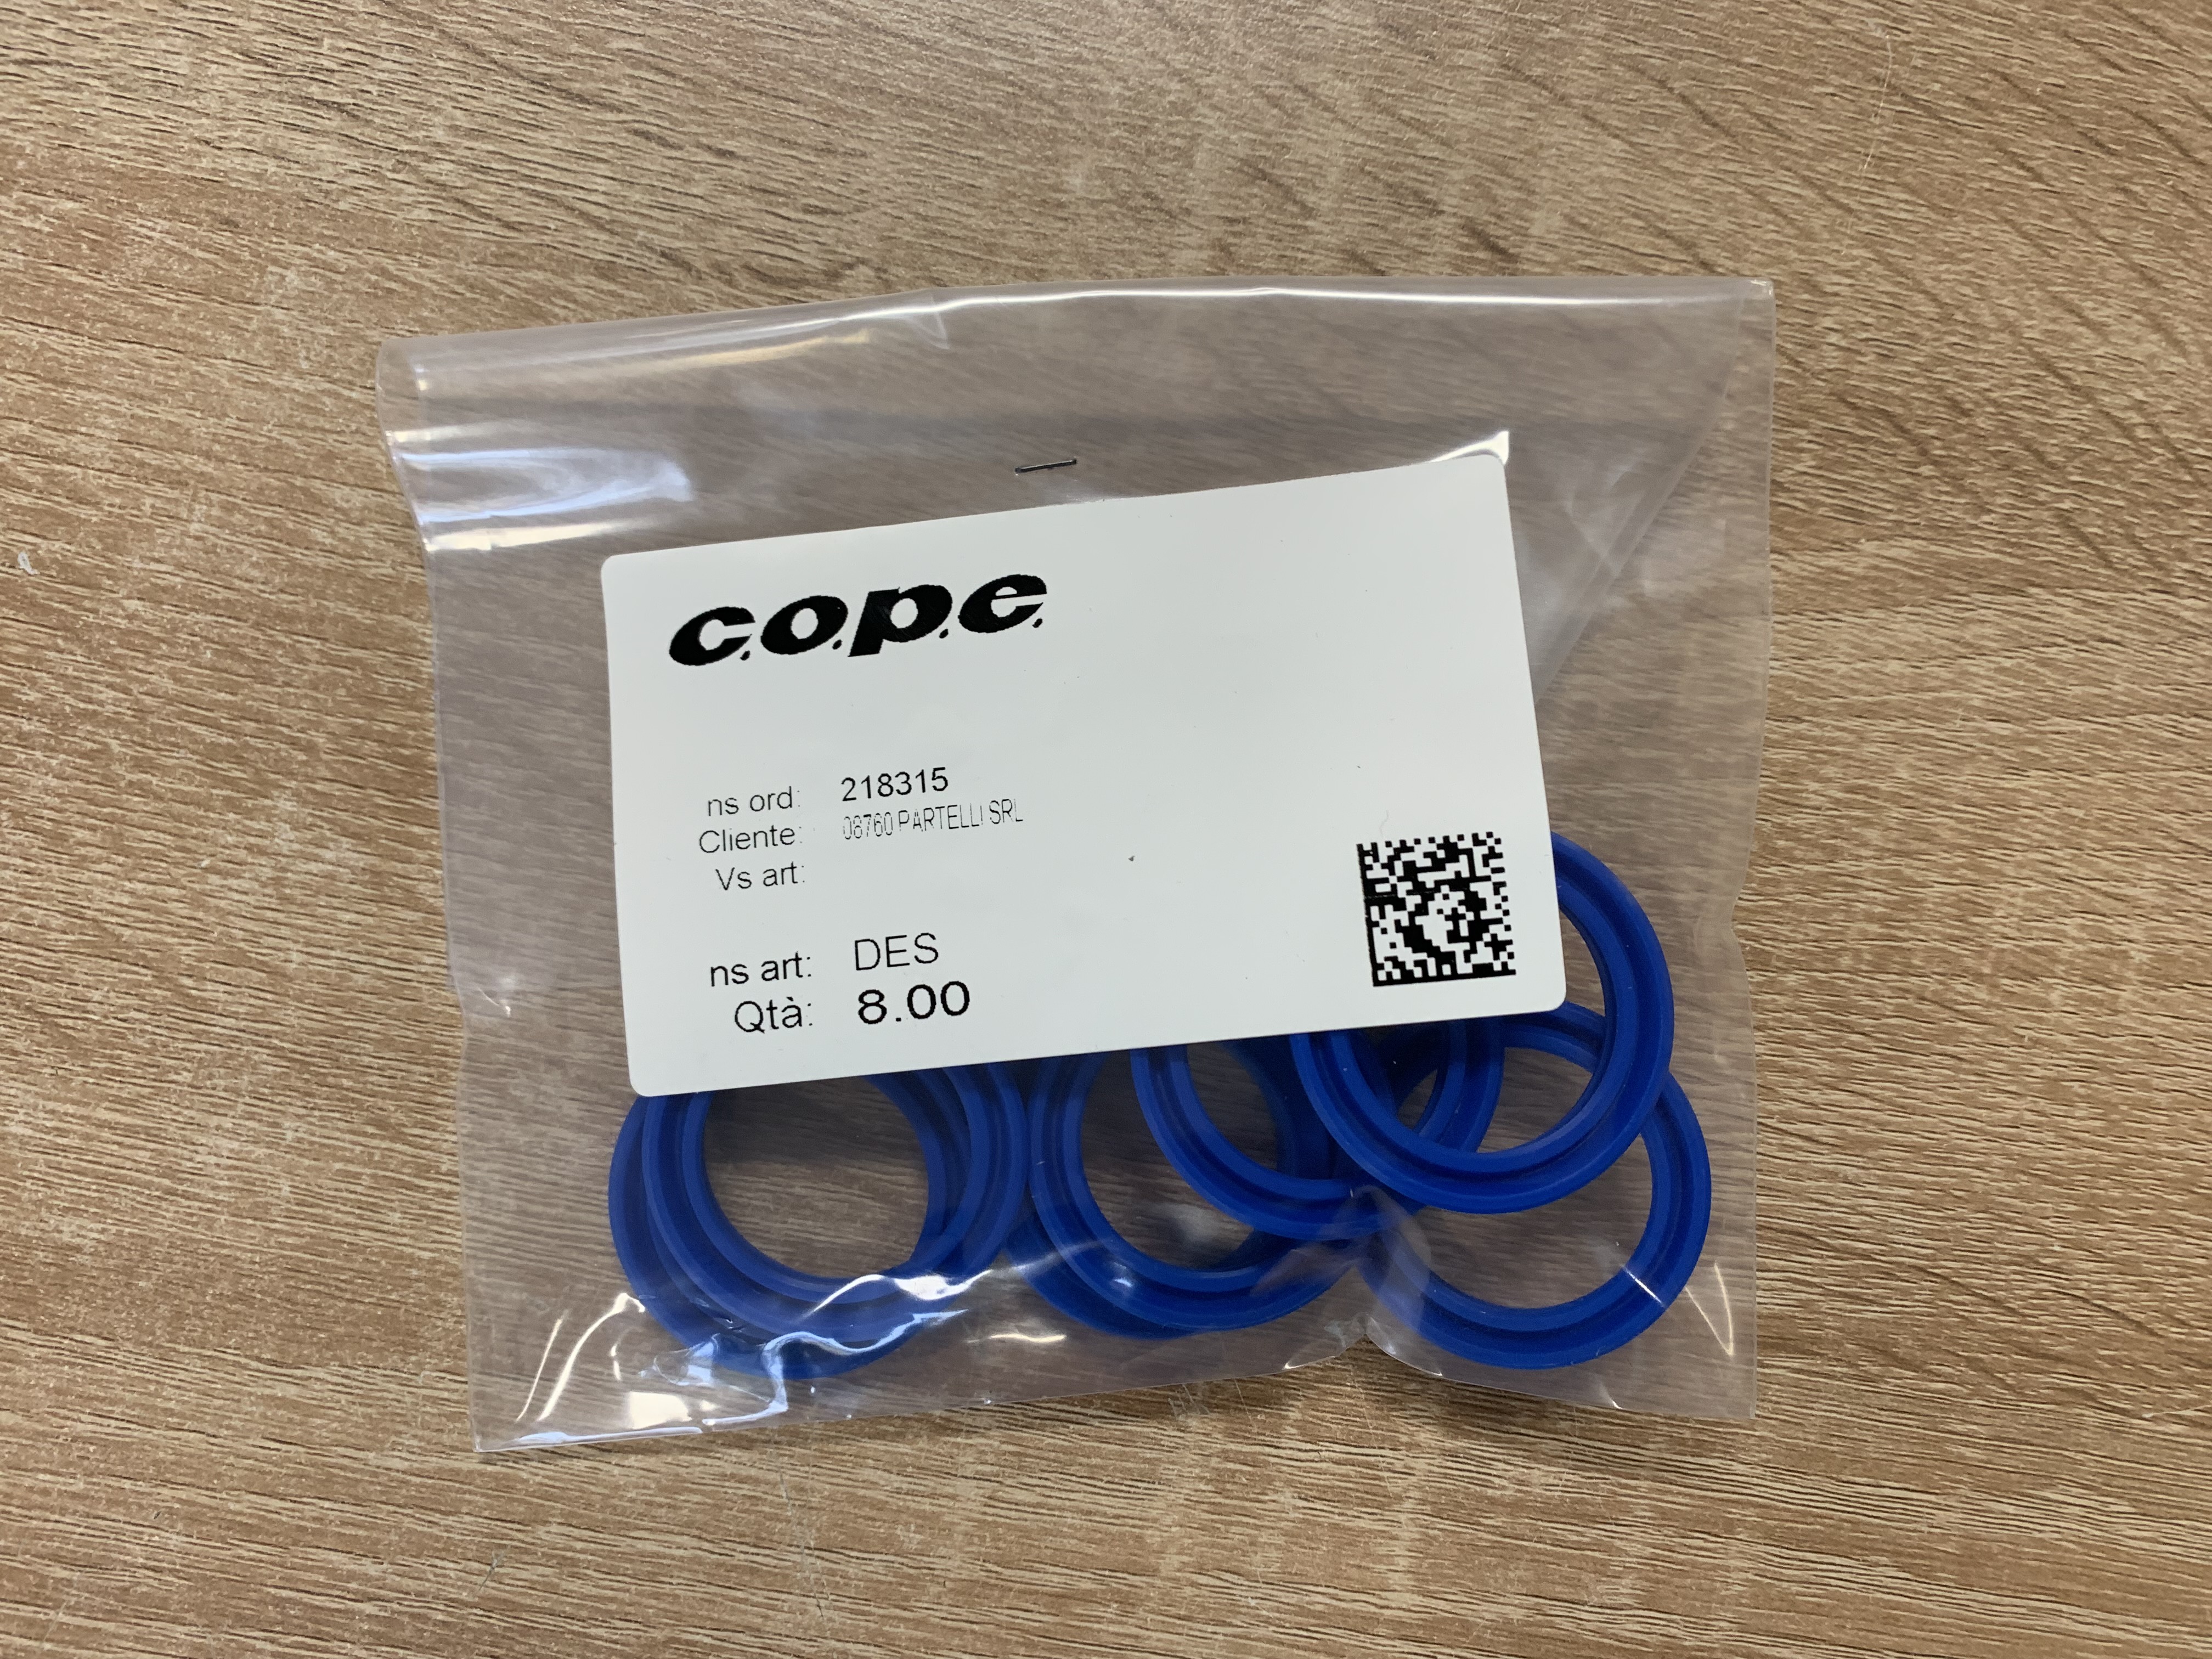 c.o.p.e.
ns ord: 218315
Cliente: 08760 PARTELLI SRL
Vs art:
ns art: DES
Qtà: 8.00